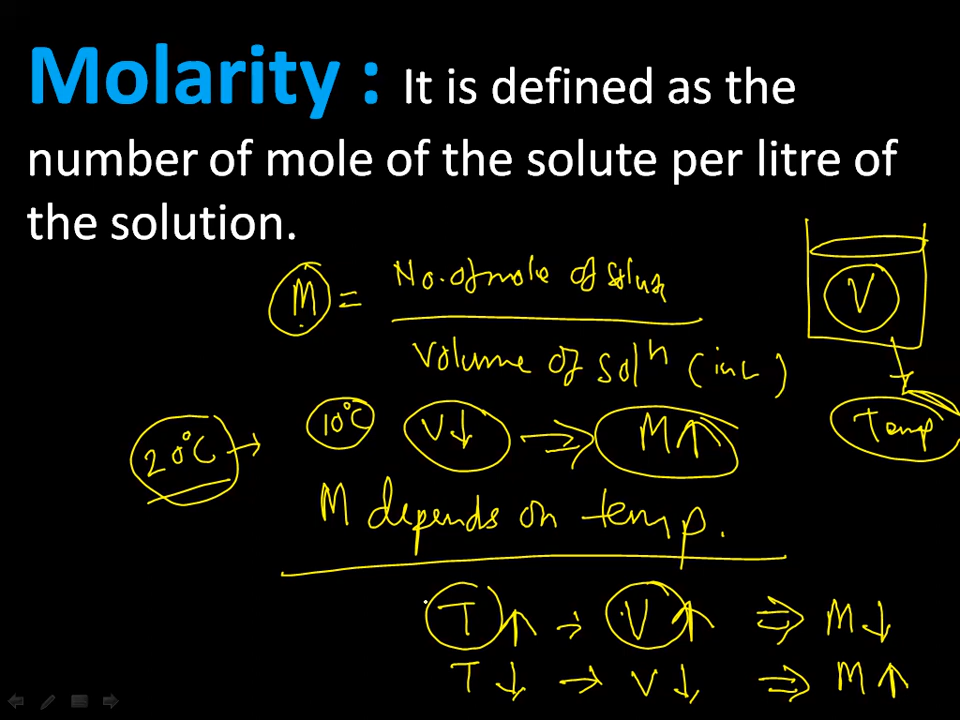 Molarity : It is defined as the
number of mole of the solute per litre of
the solution.
M = No. of mole of solute
Volume of solⁿ (in L)
V
Temp
20°C → 10°C V↓ ⇒ M↑
M depends on temp.
T↑ → V↑ ⇒ M↓
T↓ → V↓ ⇒ M↑